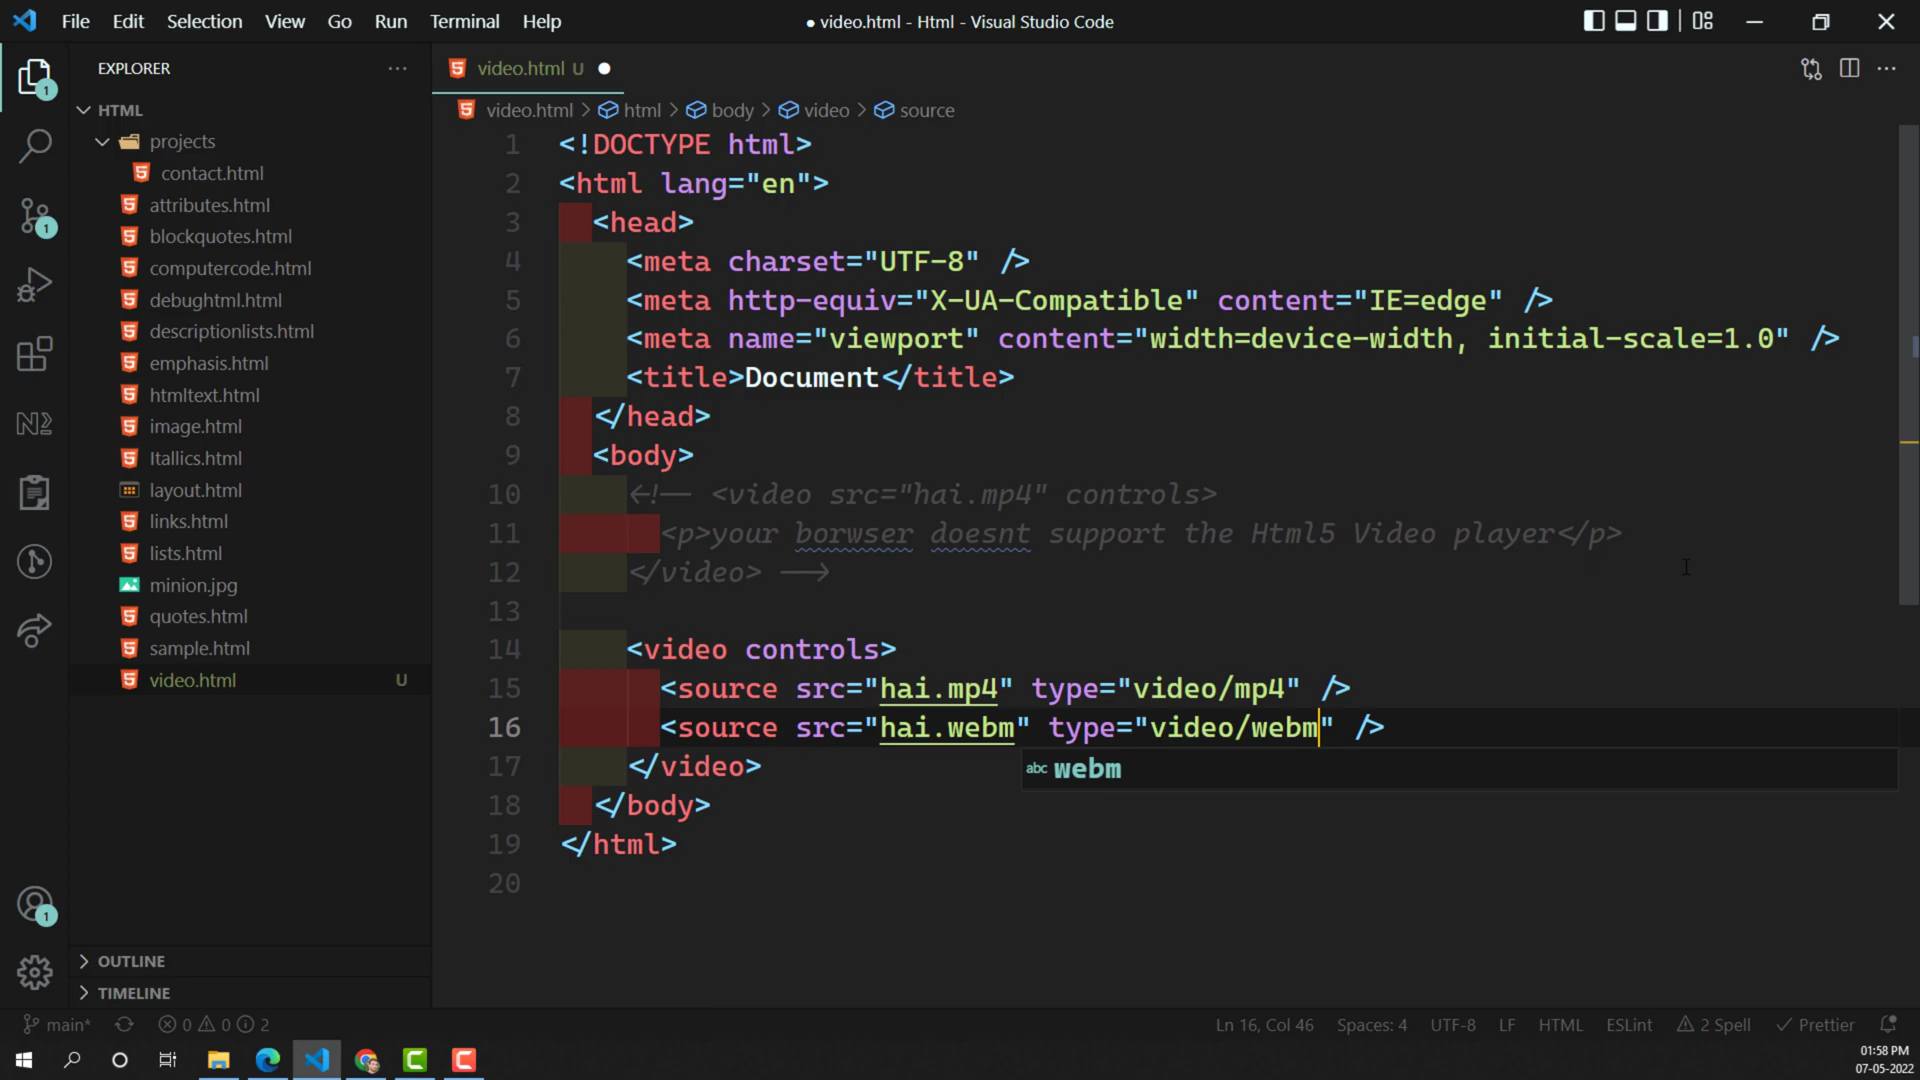 File Edit Selection View Go Run Terminal Help
● video.html - Html - Visual Studio Code
EXPLORER
HTML
projects
contact.html
attributes.html
blockquotes.html
computercode.html
debughtml.html
descriptionlists.html
emphasis.html
htmltext.html
image.html
Itallics.html
layout.html
links.html
lists.html
minion.jpg
quotes.html
sample.html
video.html U
OUTLINE
TIMELINE
1
1
1
video.html U ●
video.html > html > body > video > source
1 <!DOCTYPE html>
2 <html lang="en">
3 <head>
4 <meta charset="UTF-8" />
5 <meta http-equiv="X-UA-Compatible" content="IE=edge" />
6 <meta name="viewport" content="width=device-width, initial-scale=1.0" />
7 <title>Document</title>
8 </head>
9 <body>
10 <!-- <video src="hai.mp4" controls>
11 <p>your borwser doesnt support the Html5 Video player</p>
12 </video> -->
13
14 <video controls>
15 <source src="hai.mp4" type="video/mp4" />
16 <source src="hai.webm" type="video/webm" />
abc webm
17 </video>
18 </body>
19 </html>
20
main* 0 0 2
Ln 16, Col 46 Spaces: 4 UTF-8 LF HTML ESLint 2 Spell Prettier
01:58 PM
07-05-2022